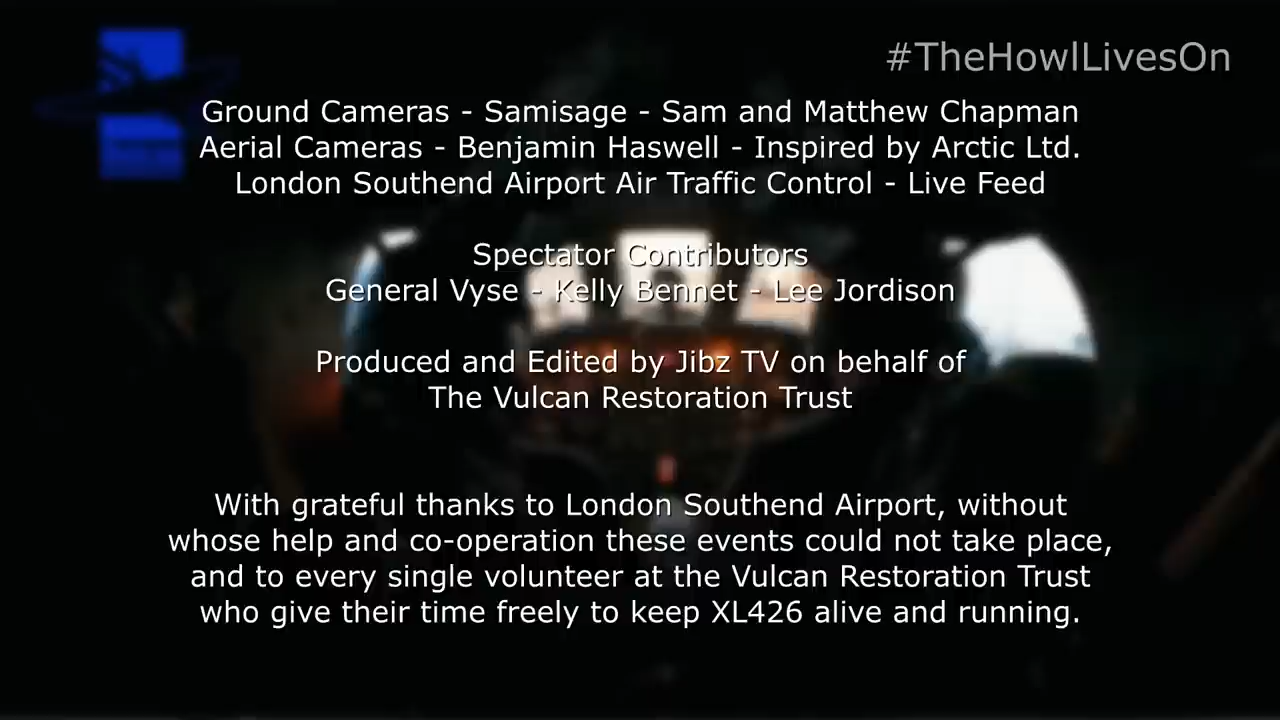 #TheHowlLivesOn
Ground Cameras - Samisage - Sam and Matthew Chapman
Aerial Cameras - Benjamin Haswell - Inspired by Arctic Ltd.
London Southend Airport Air Traffic Control - Live Feed
Spectator Contributors
General Vyse - Kelly Bennet - Lee Jordison
Produced and Edited by Jibz TV on behalf of
The Vulcan Restoration Trust
With grateful thanks to London Southend Airport, without
whose help and co-operation these events could not take place,
and to every single volunteer at the Vulcan Restoration Trust
who give their time freely to keep XL426 alive and running.